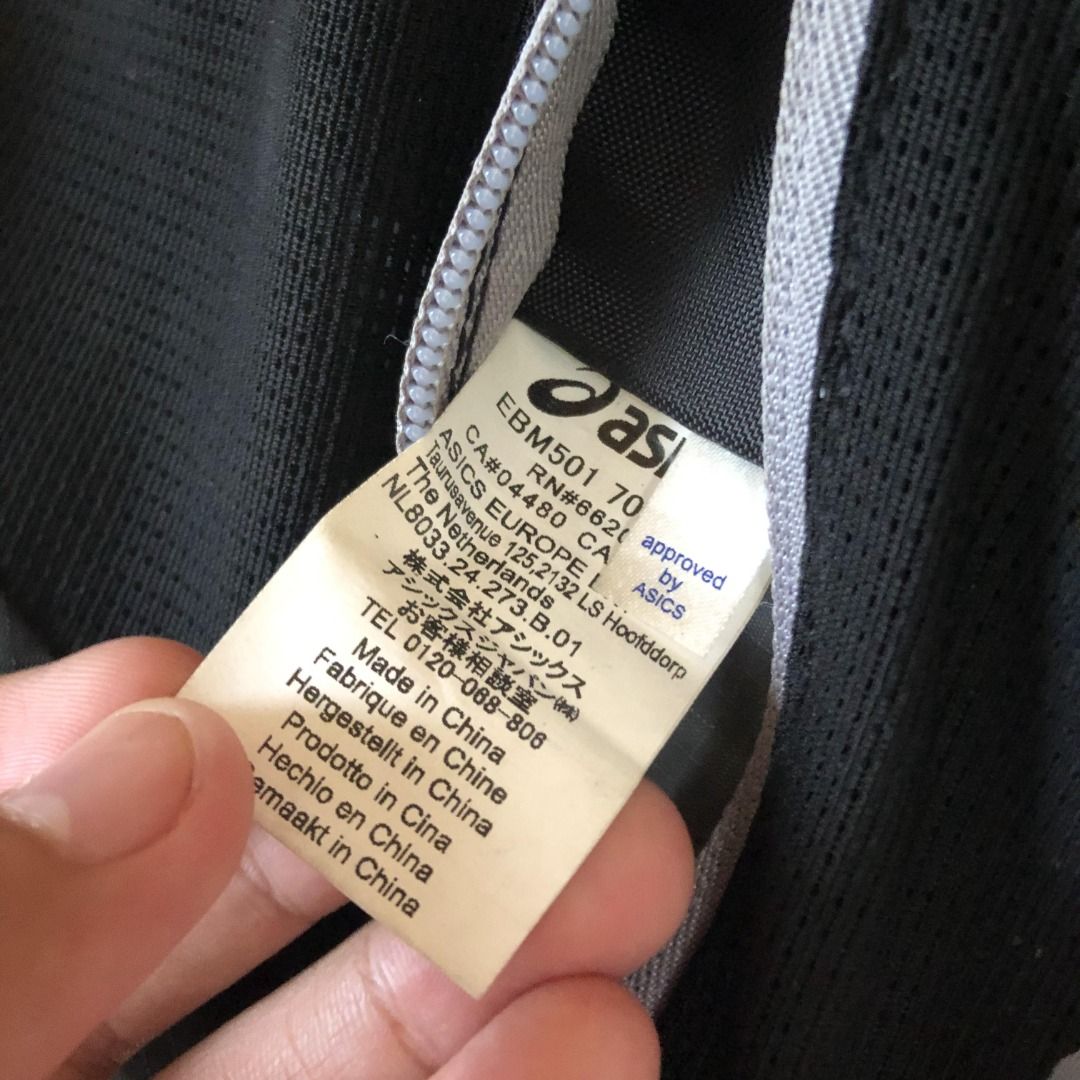 asi
EBM501 70
RN#662
CA#04480 CA
ASICS EUROPE
Taurusavenue 125,2132 LS Hoofddorp
The Netherlands
NL8033.24.273.B.01
株式会社アシックス
アシックスジャパン(株)
お客様相談室
TEL 0120-068-806
Made in China
Fabriqué en Chine
Hergestellt in China
Prodotto in Cina
Hechlo en China
emaakt in China
approved
by
ASICS